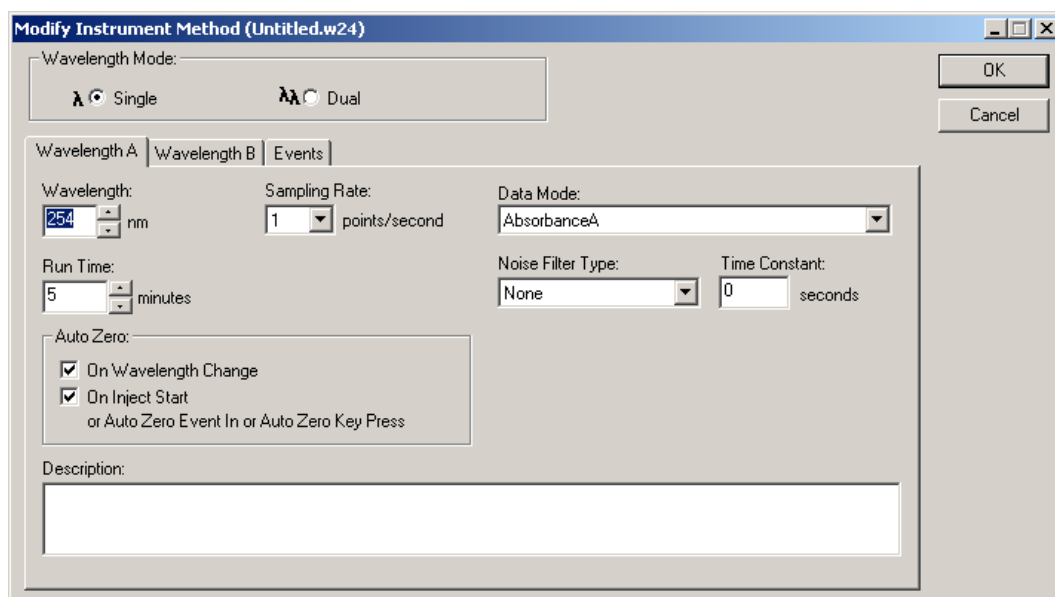 Modify Instrument Method (Untitled.w24)
Wavelength Mode:
λ Single λλ Dual
OK
Cancel
Wavelength A Wavelength B Events
Wavelength: Sampling Rate: Data Mode:
254 nm 1 points/second AbsorbanceA
Run Time: Noise Filter Type: Time Constant:
5 minutes None 0 seconds
Auto Zero:
On Wavelength Change
On Inject Start
or Auto Zero Event In or Auto Zero Key Press
Description: